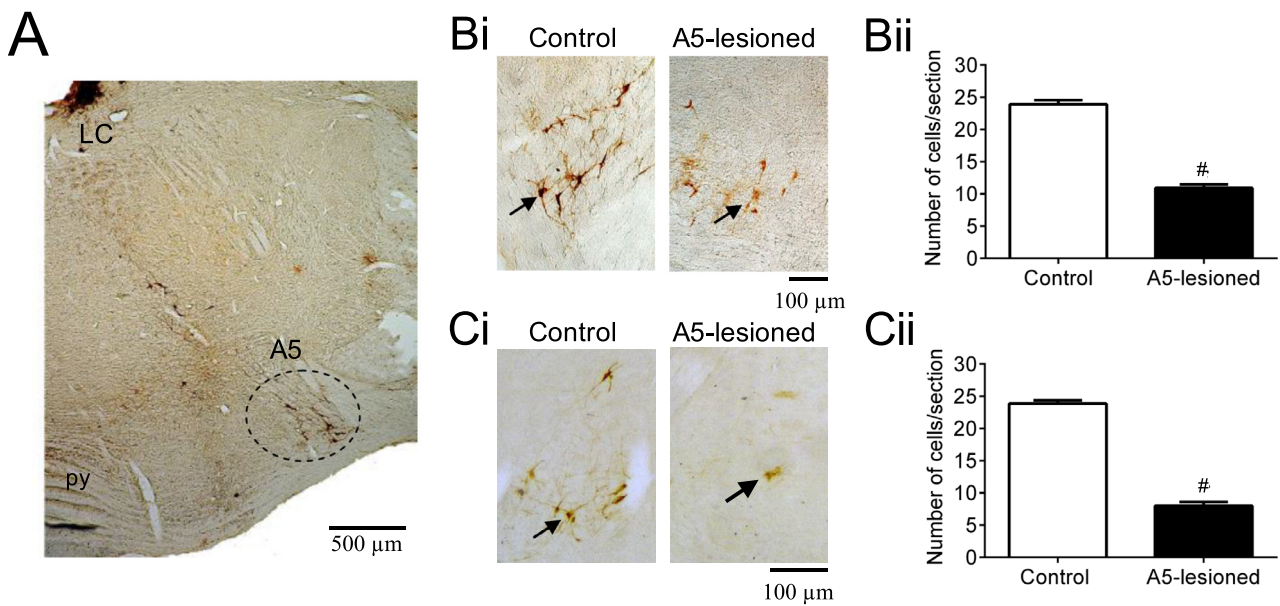 A
LC
A5
py
500 µm
Bi
Control
A5-lesioned
100 µm
Bii
Number of cells/section
30
25
20
15
10
5
0
#
Control
A5-lesioned
Ci
Control
A5-lesioned
100 µm
Cii
Number of cells/section
30
25
20
15
10
5
0
#
Control
A5-lesioned